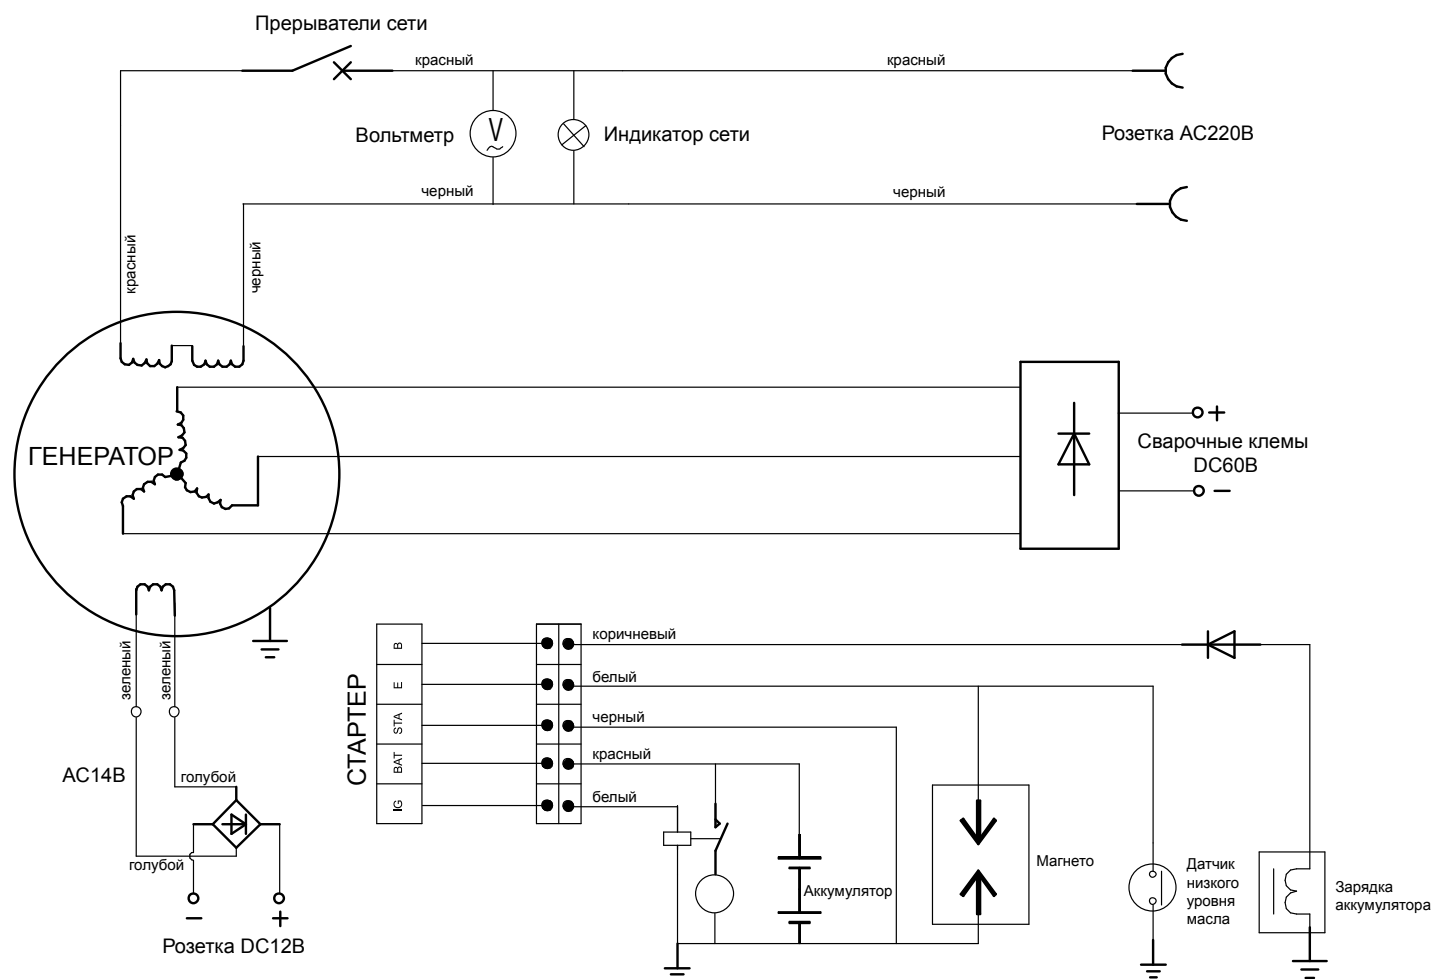 Прерыватели сети
красный
красный
Вольтметр
V
Индикатор сети
Розетка AC220В
черный
черный
красный
черный
ГЕНЕРАТОР
+
Сварочные клемы
DC60В
−
зеленый
зеленый
AC14В
голубой
голубой
−
+
Розетка DC12В
СТАРТЕР
B
E
STA
BAT
IG
коричневый
белый
черный
красный
белый
Аккумулятор
Магнето
Датчик
низкого
уровня
масла
Зарядка
аккумулятора